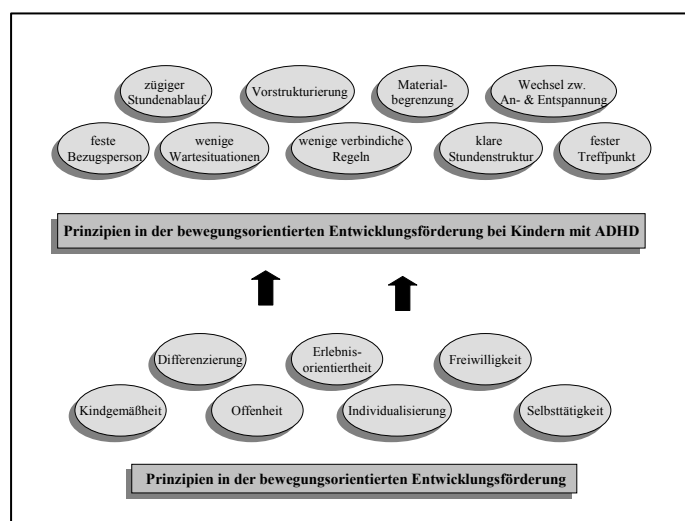 zügiger
Stundenablauf
Vorstrukturierung
Material-
begrenzung
Wechsel zw.
An- & Entspannung
feste
Bezugsperson
wenige
Wartesituationen
wenige verbindliche
Regeln
klare
Stundenstruktur
fester
Treffpunkt
Prinzipien in der bewegungsorientierten Entwicklungsförderung bei Kindern mit ADHD
Differenzierung
Erlebnis-
orientiertheit
Freiwilligkeit
Kindgemäßheit
Offenheit
Individualisierung
Selbsttätigkeit
Prinzipien in der bewegungsorientierten Entwicklungsförderung